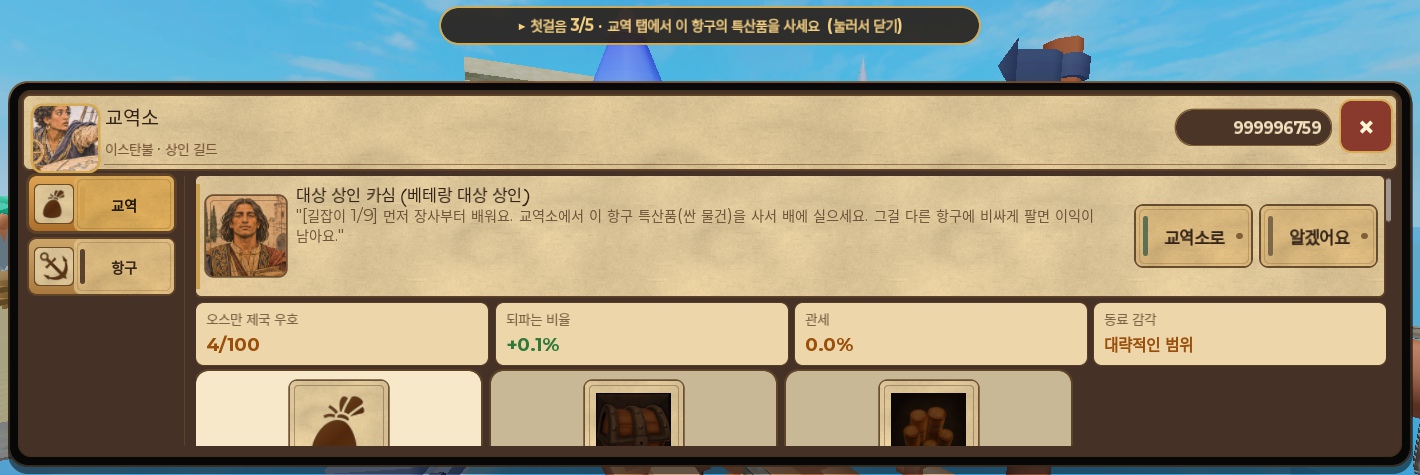 ▸ 첫걸음 3/5 · 교역 탭에서 이 항구의 특산품을 사세요 (눌러서 닫기)
교역소
이스탄불 · 상인 길드
999996759
×
교역
항구
대상 상인 카심 (베테랑 대상 상인)
"[길잡이 1/9] 먼저 장사부터 배워요. 교역소에서 이 항구 특산품(싼 물건)을 사서 배에 실으세요. 그걸 다른 항구에 비싸게 팔면 이익이
남아요."
교역소로
알겠어요
오스만 제국 우호
4/100
되파는 비율
+0.1%
관세
0.0%
동료 감각
대략적인 범위